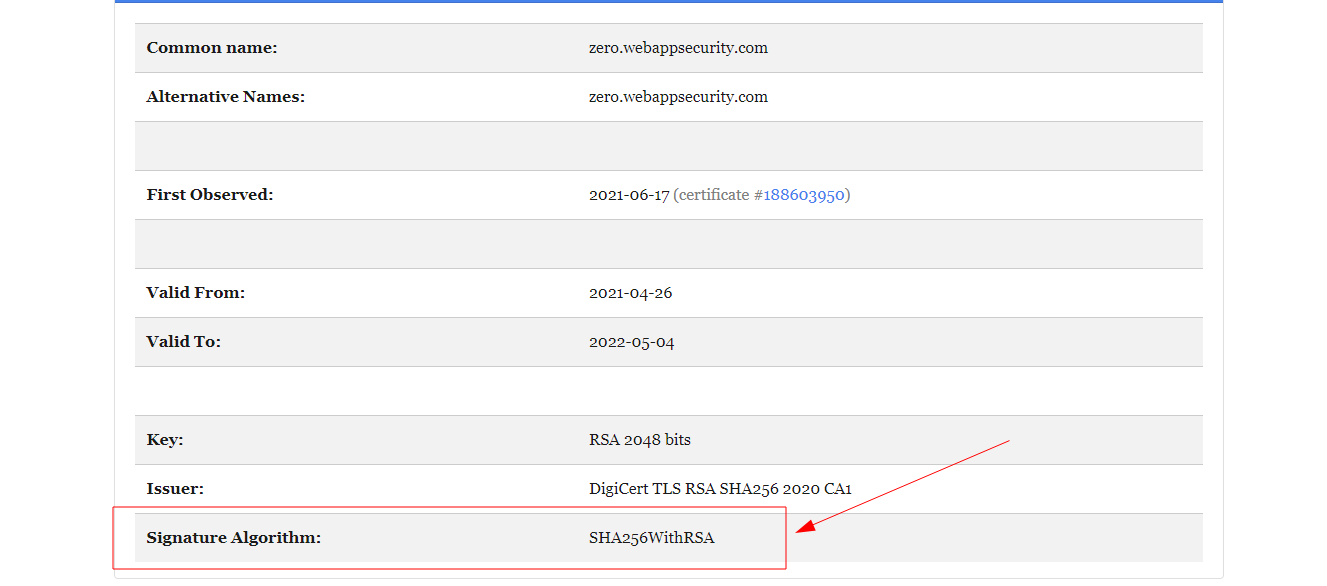 Common name: zero.webappsecurity.com
Alternative Names: zero.webappsecurity.com
First Observed: 2021-06-17 (certificate #188603950)
Valid From: 2021-04-26
Valid To: 2022-05-04
Key: RSA 2048 bits
Issuer: DigiCert TLS RSA SHA256 2020 CA1
Signature Algorithm: SHA256WithRSA